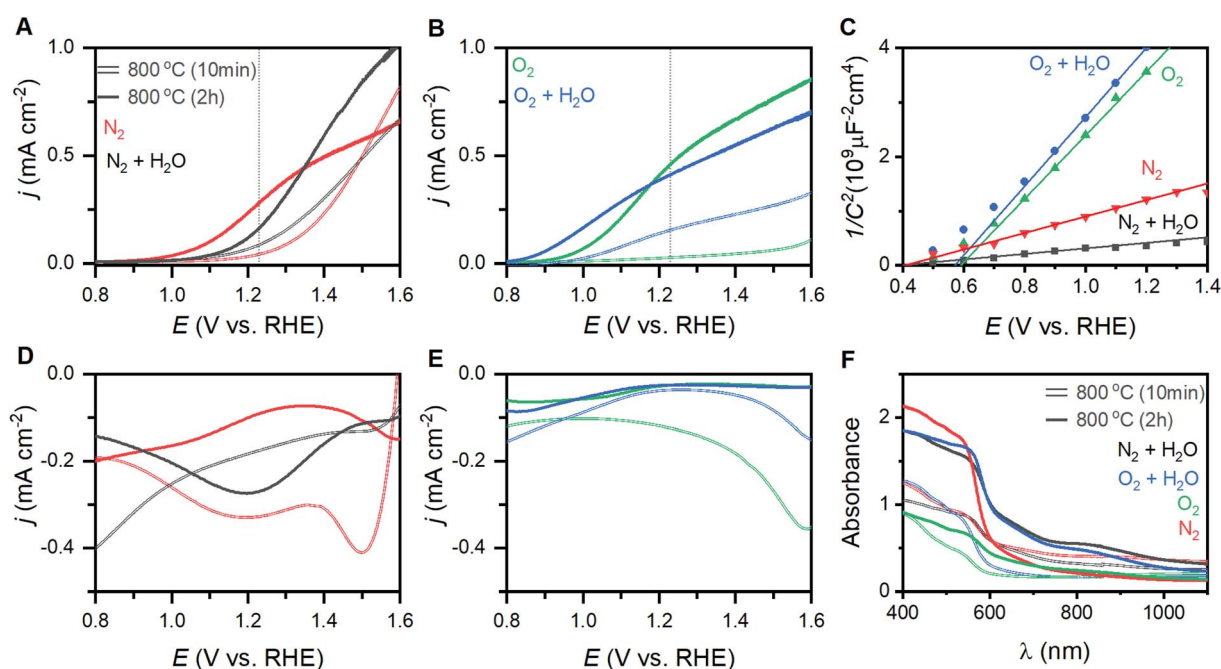 A
1.0
0.5
0.0
j (mA cm⁻²)
800 °C (10min)
800 °C (2h)
N₂
N₂ + H₂O
0.8 1.0 1.2 1.4 1.6
E (V vs. RHE)
B
1.0
0.5
0.0
j (mA cm⁻²)
O₂
O₂ + H₂O
0.8 1.0 1.2 1.4 1.6
E (V vs. RHE)
C
4
2
0
1/C² (10⁹μF⁻²cm⁴)
O₂ + H₂O
O₂
N₂
N₂ + H₂O
0.4 0.6 0.8 1.0 1.2 1.4
E (V vs. RHE)
D
0.0
-0.2
-0.4
j (mA cm⁻²)
0.8 1.0 1.2 1.4 1.6
E (V vs. RHE)
E
0.0
-0.2
-0.4
j (mA cm⁻²)
0.8 1.0 1.2 1.4 1.6
E (V vs. RHE)
F
2
1
0
Absorbance
800 °C (10min)
800 °C (2h)
N₂ + H₂O
O₂ + H₂O
O₂
N₂
400 600 800 1000
λ (nm)